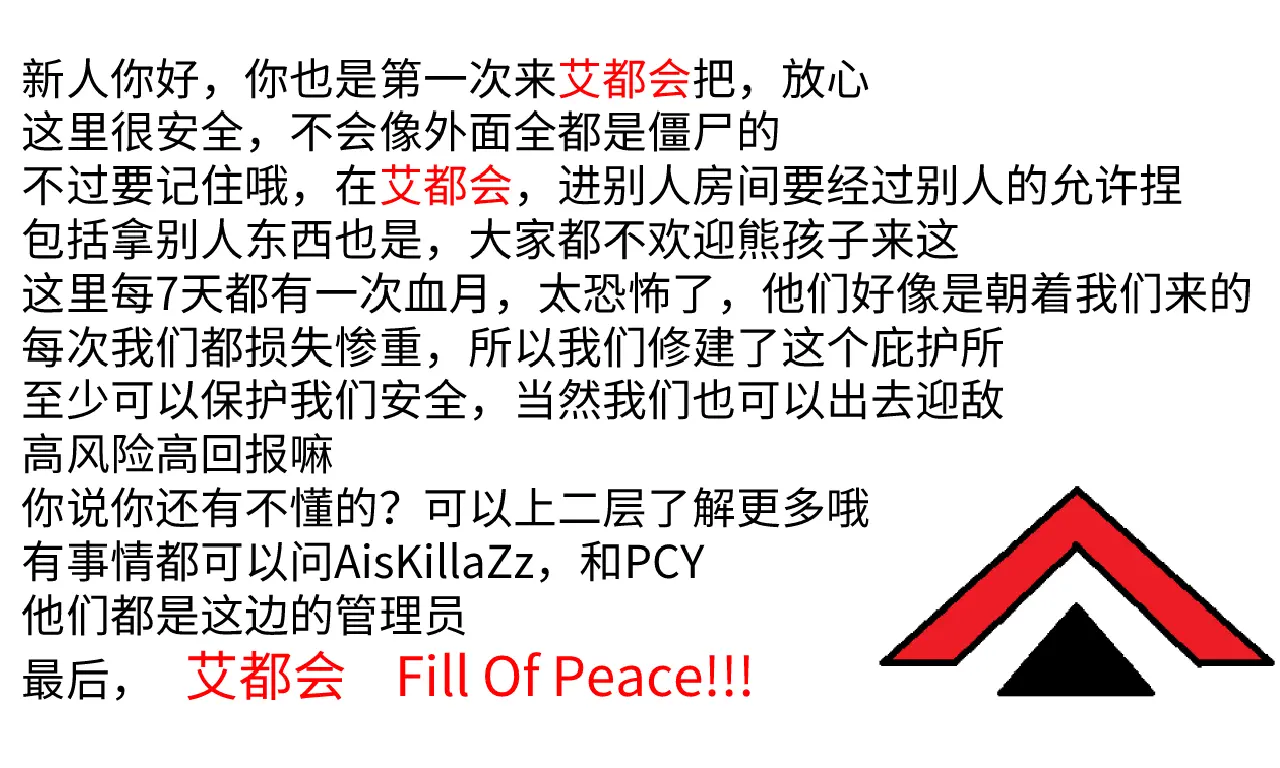 新人你好，你也是第一次来艾都会把，放心
这里很安全，不会像外面全都是僵尸的
不过要记住哦，在艾都会，进别人房间要经过别人的允许捏
包括拿别人东西也是，大家都不欢迎熊孩子来这
这里每7天都有一次血月，太恐怖了，他们好像是朝着我们来的
每次我们都损失惨重，所以我们修建了这个庇护所
至少可以保护我们安全，当然我们也可以出去迎敌
高风险高回报嘛
你说你还有不懂的？可以上二层了解更多哦
有事情都可以问AisKillaZz，和PCY
他们都是这边的管理员
最后， 艾都会 Fill Of Peace!!!